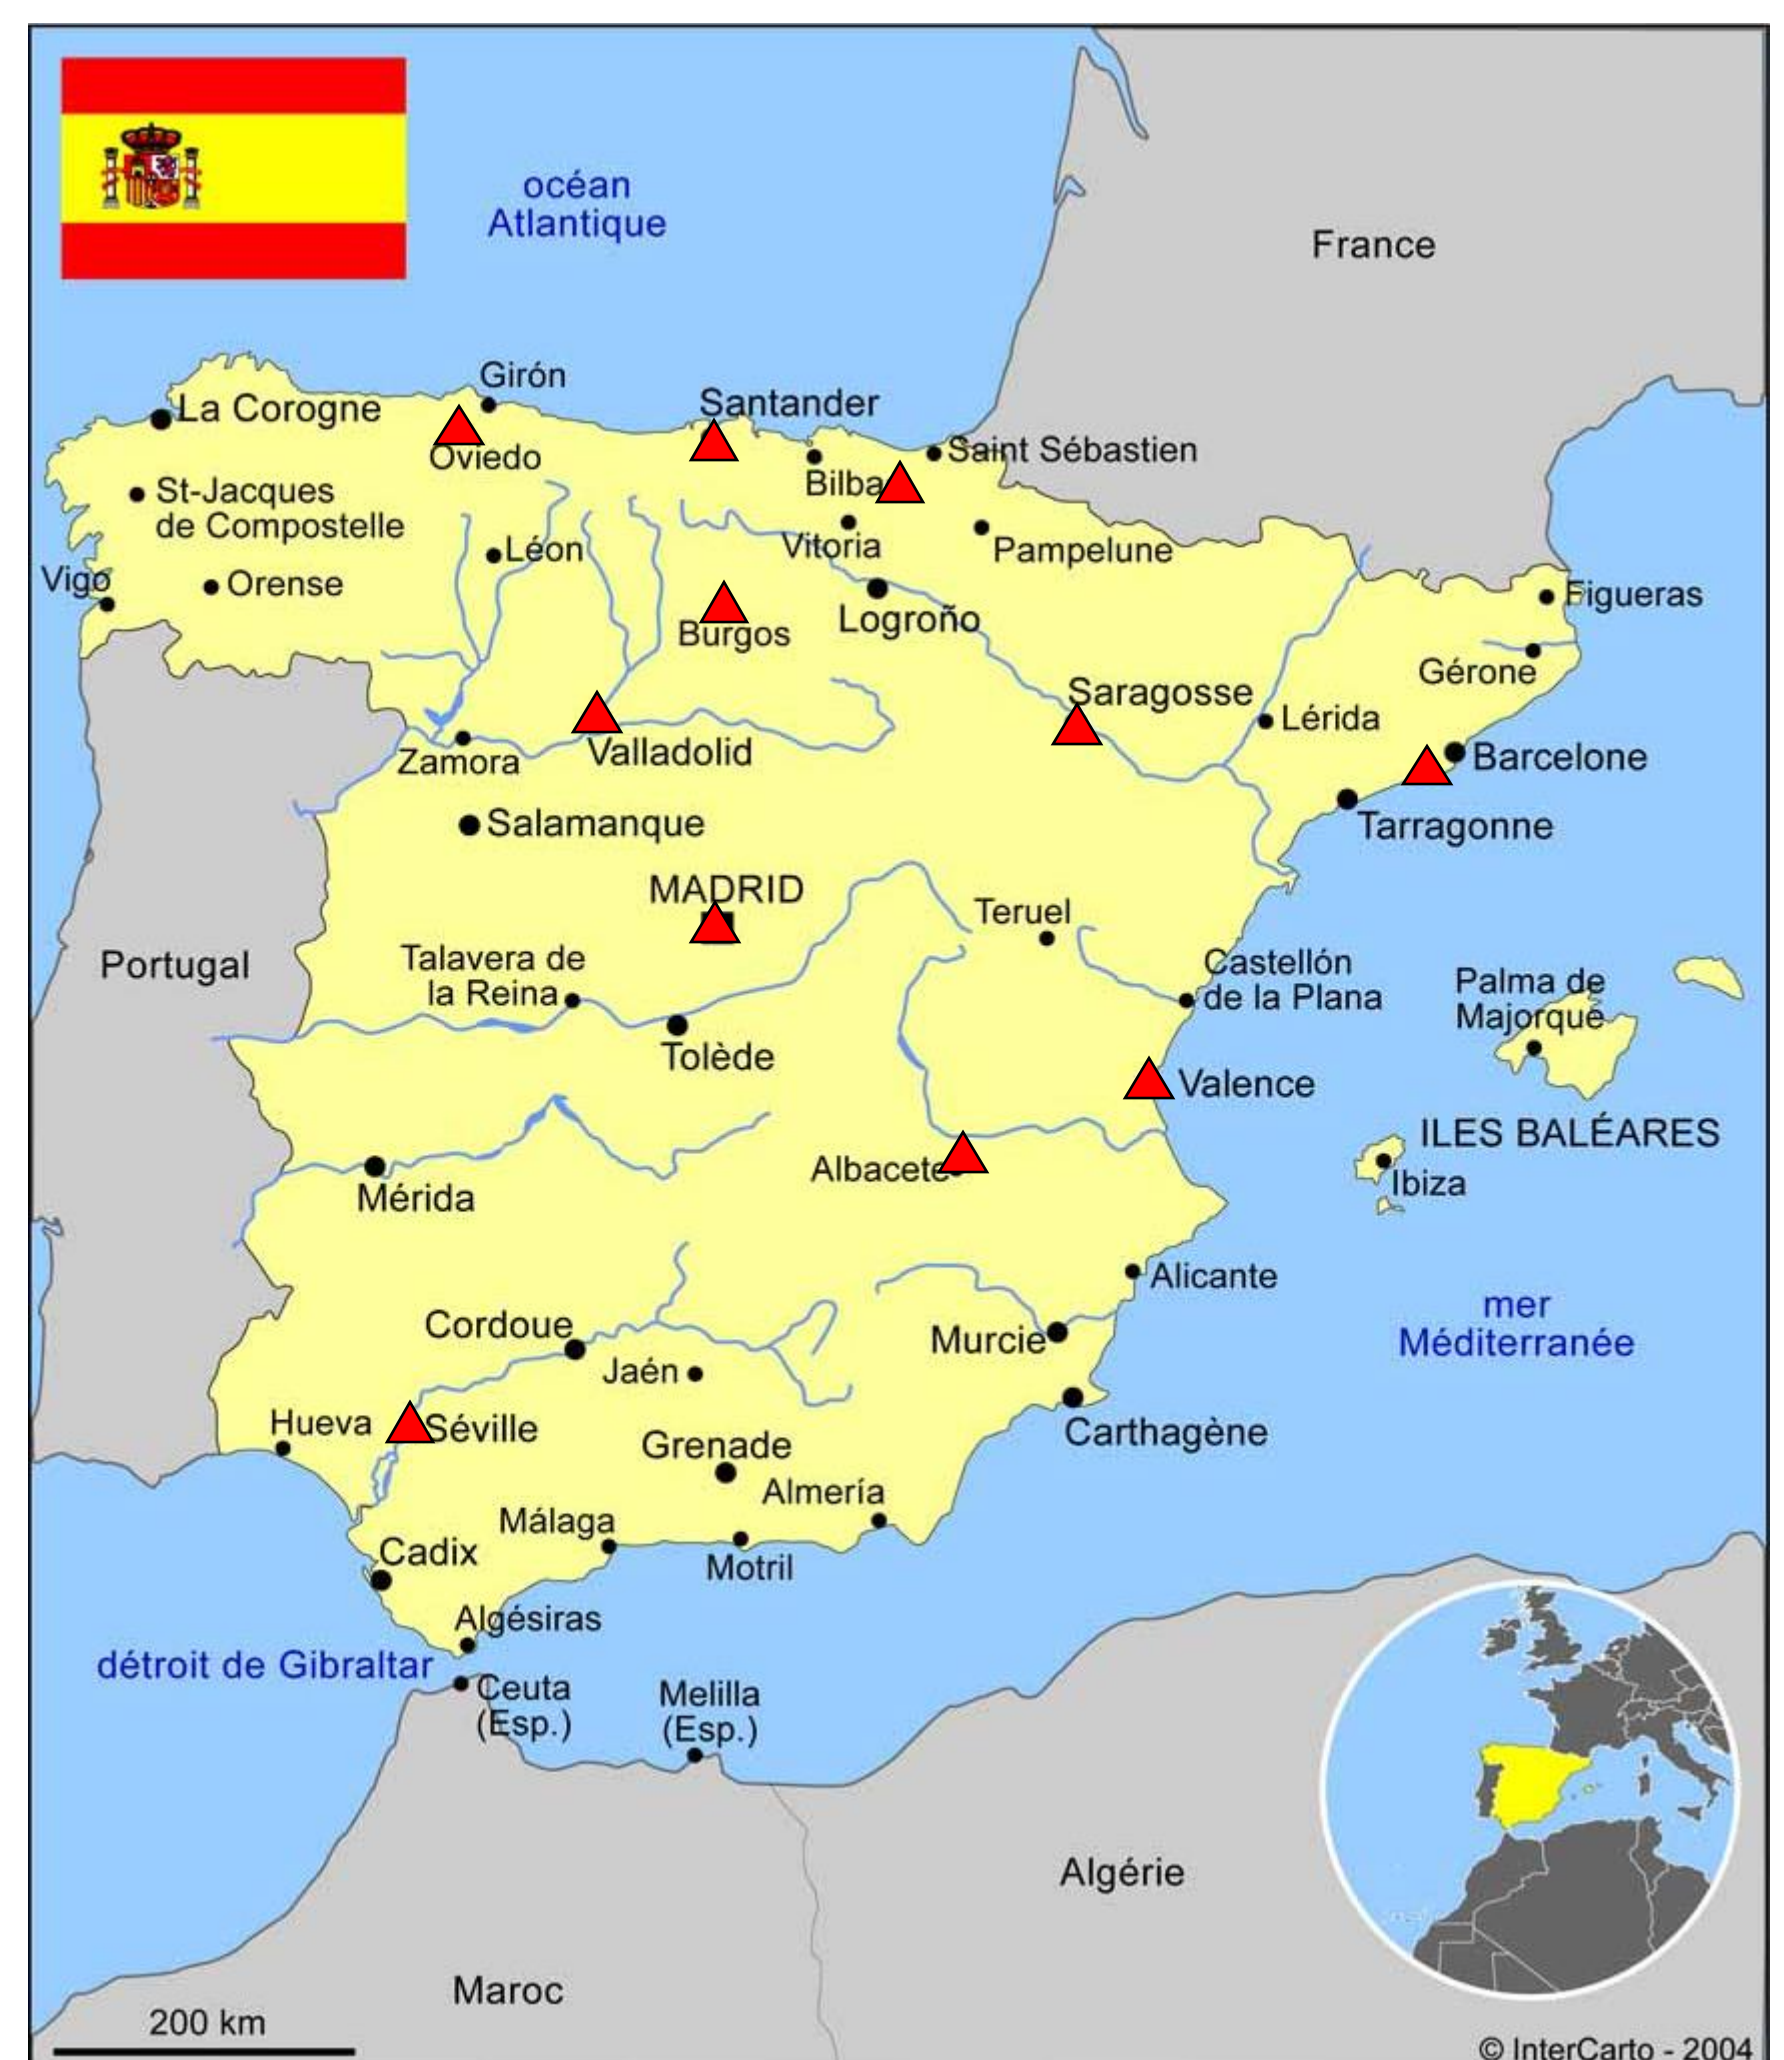 océan
Atlantique
France
Girón
La Corogne
Santander
Oviedo
Saint Sébastien
Bilba
St-Jacques
de Compostelle
Léon
Vitoria
Pampelune
Vigo
Orense
Figueras
Logroño
Burgos
Gérone
Saragosse
Lérida
Zamora
Valladolid
Barcelone
Salamanque
Tarragonne
MADRID
Teruel
Portugal
Talavera de
la Reina
Castellón
de la Plana
Palma de
Majorque
Tolède
Valence
ILES BALÉARES
Albacete
Ibiza
Mérida
Alicante
mer
Méditerranée
Cordoue
Murcie
Jaén
Hueva
Séville
Carthagène
Grenade
Almería
Málaga
Cadix
Motril
Algésiras
détroit de Gibraltar
Ceuta
(Esp.)
Melilla
(Esp.)
Algérie
Maroc
200 km
© InterCarto - 2004